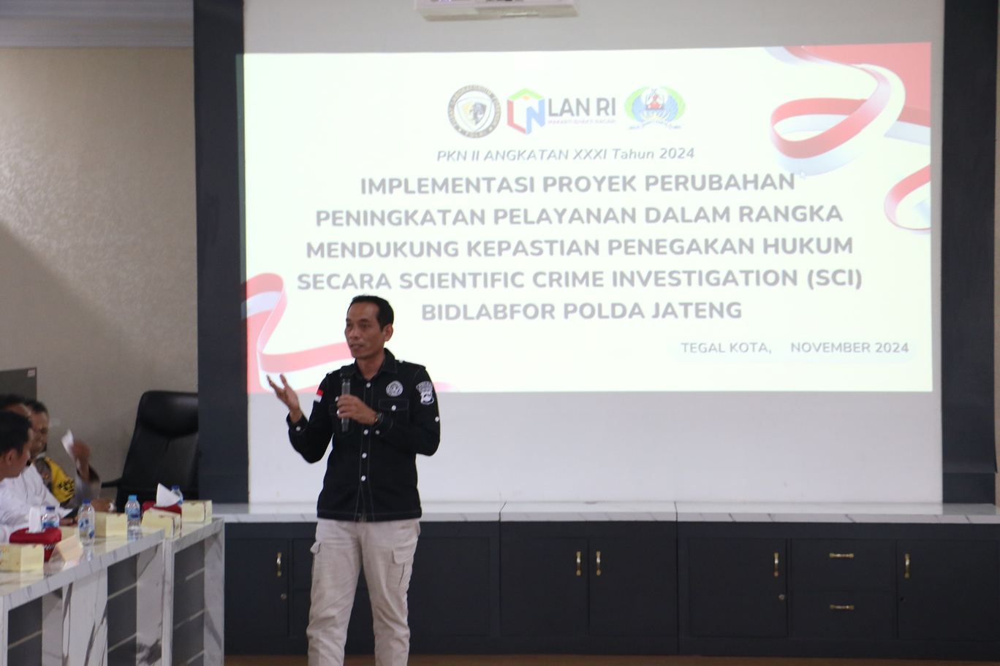 LAN RI
PKN II ANGKATAN XXXI Tahun 2024
IMPLEMENTASI PROYEK PERUBAHAN
PENINGKATAN PELAYANAN DALAM RANGKA
MENDUKUNG KEPASTIAN PENEGAKAN HUKUM
SECARA SCIENTIFIC CRIME INVESTIGATION (SCI)
BIDLABFOR POLDA JATENG
TEGAL KOTA, NOVEMBER 2024